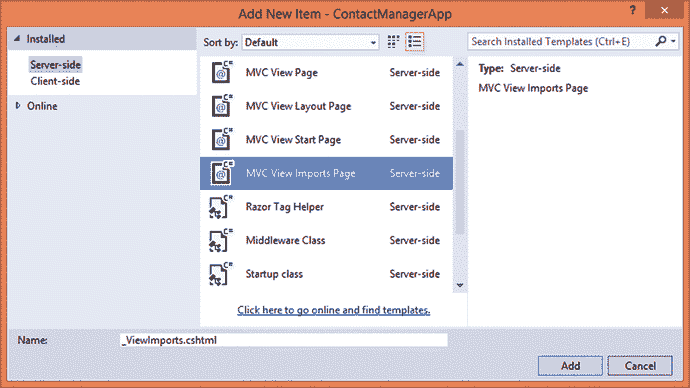 Add New Item - ContactManagerApp
? ×
Installed
Server-side
Client-side
Online
Sort by: Default
Search Installed Templates (Ctrl+E)
C# @ MVC View Page Server-side
C# @ MVC View Layout Page Server-side
C# @ MVC View Start Page Server-side
C# @ MVC View Imports Page Server-side
C# Razor Tag Helper Server-side
C# Middleware Class Server-side
C# Startup class Server-side
Click here to go online and find templates.
Type: Server-side
MVC View Imports Page
Name: _ViewImports.cshtml
Add Cancel